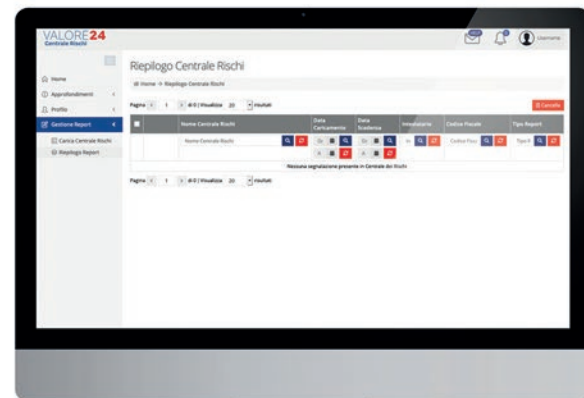 VALORE24
Centrale Rischi
Username
Home
Approfondimenti
Profilo
Gestione Report
Carica Centrale Rischi
Riepilogo Report
Riepilogo Centrale Rischi
Home → Riepilogo Centrale Rischi
Pagina < 1 > di 0 | Visualizza 20 risultati
Cancella
Nome Centrale Rischi Data Caricamento Data Scadenza Intestatario Codice Fiscale Tipo Report
Nome Centrale Rischi Codice Fisc Tipo R
Nessuna segnalazione presente in Centrale dei Rischi
Pagina < 1 > di 0 | Visualizza 20 risultati